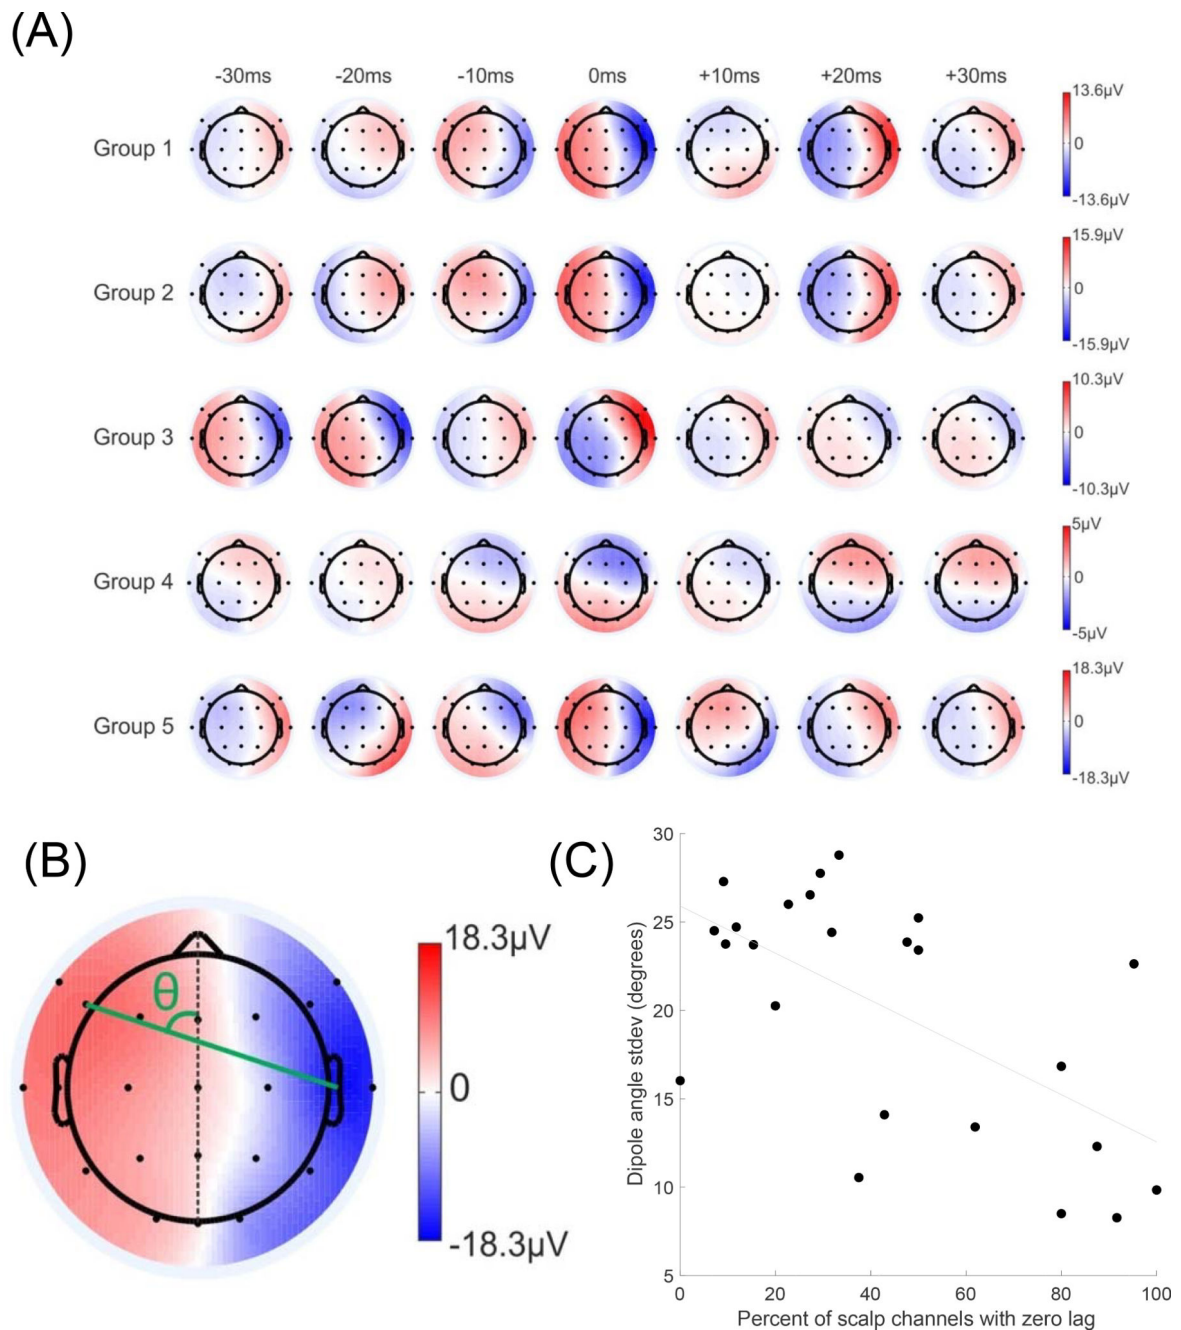 (A)
-30ms -20ms -10ms 0ms +10ms +20ms +30ms
13.6µV
Group 1
0
-13.6µV
15.9µV
Group 2
0
-15.9µV
10.3µV
Group 3
0
-10.3µV
5µV
Group 4
0
-5µV
18.3µV
Group 5
0
-18.3µV
(B)
18.3µV
θ
0
-18.3µV
(C)
30
25
20
15
10
5
Dipole angle stdev (degrees)
0 20 40 60 80 100
Percent of scalp channels with zero lag